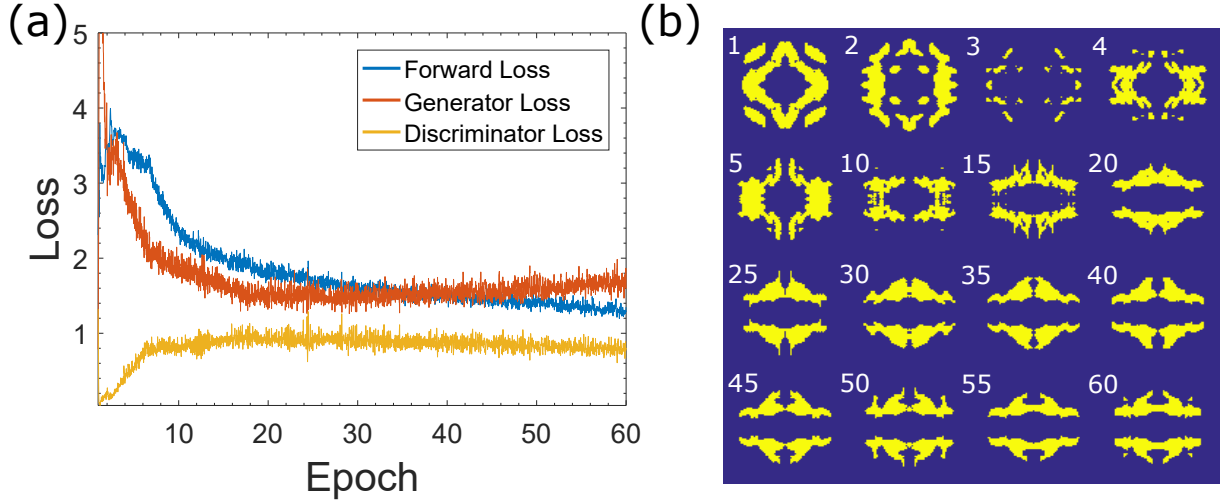 (a)
5
4
3
2
1
Loss
Forward Loss
Generator Loss
Discriminator Loss
10 20 30 40 50 60
Epoch
(b)
1 2 3 4
5 10 15 20
25 30 35 40
45 50 55 60